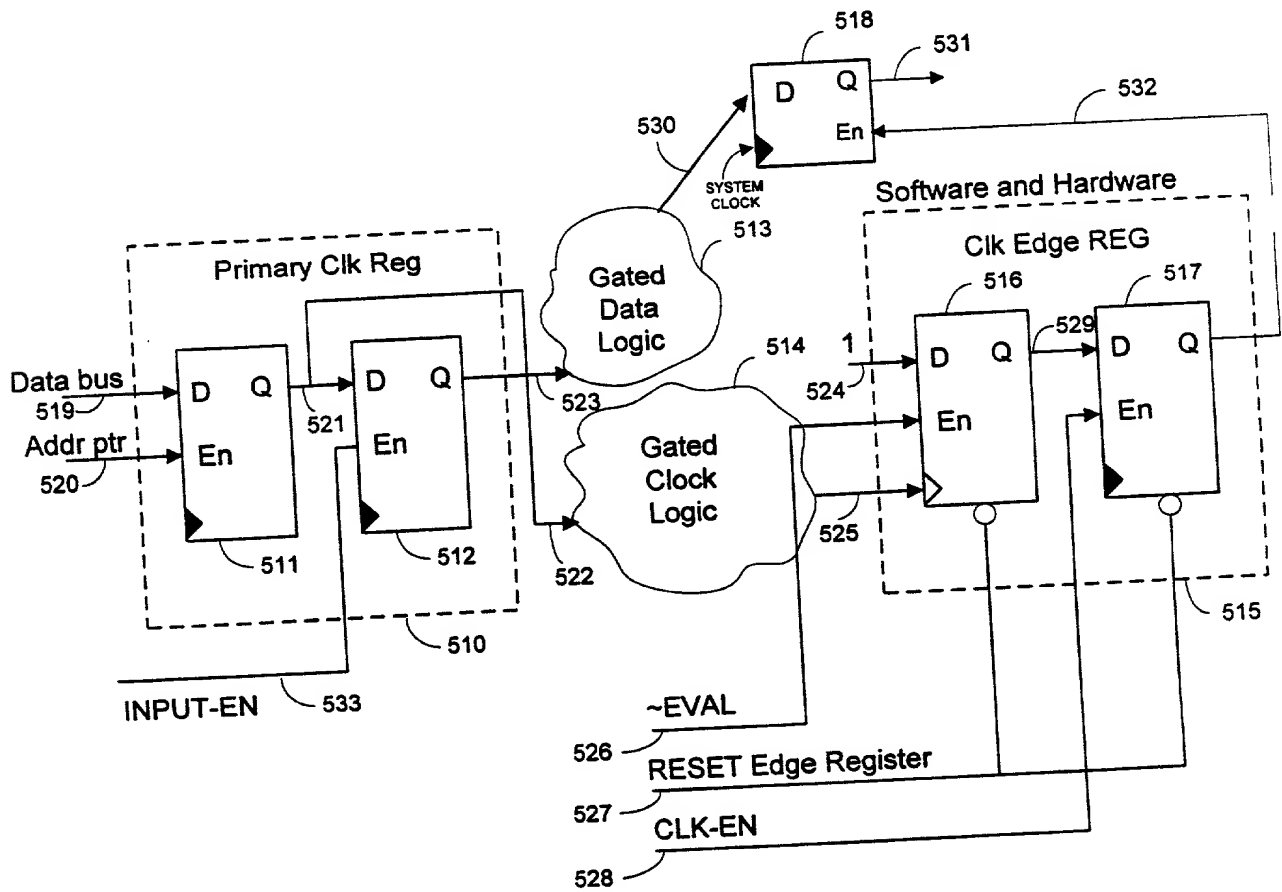 518
531
D Q
En
532
530
SYSTEM
CLOCK
Software and Hardware
513
Primary Clk Reg
Gated
Data
Logic
Clk Edge REG
516
517
514
1
524
D Q
529
D Q
En
En
Data bus
519
D Q
521
D Q
523
Addr ptr
520
En
En
Gated
Clock
Logic
525
511
512
522
510
515
INPUT-EN
533
~EVAL
526
RESET Edge Register
527
CLK-EN
528